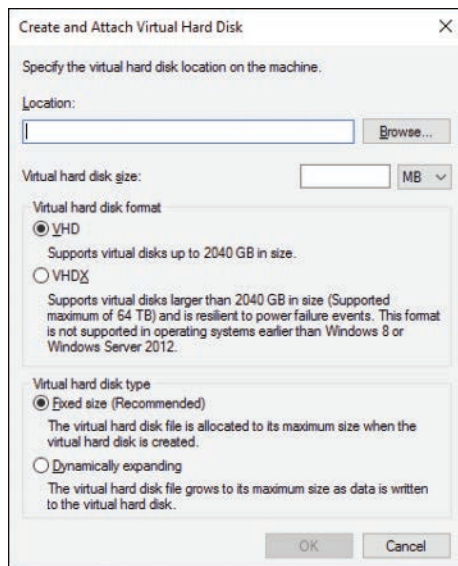 Create and Attach Virtual Hard Disk
Specify the virtual hard disk location on the machine.
Location:
Browse...
Virtual hard disk size:
MB
Virtual hard disk format
VHD
Supports virtual disks up to 2040 GB in size.
VHDX
Supports virtual disks larger than 2040 GB in size (Supported
maximum of 64 TB) and is resilient to power failure events. This format
is not supported in operating systems earlier than Windows 8 or
Windows Server 2012.
Virtual hard disk type
Fixed size (Recommended)
The virtual hard disk file is allocated to its maximum size when the
virtual hard disk is created.
Dynamically expanding
The virtual hard disk file grows to its maximum size as data is written
to the virtual hard disk.
OK
Cancel